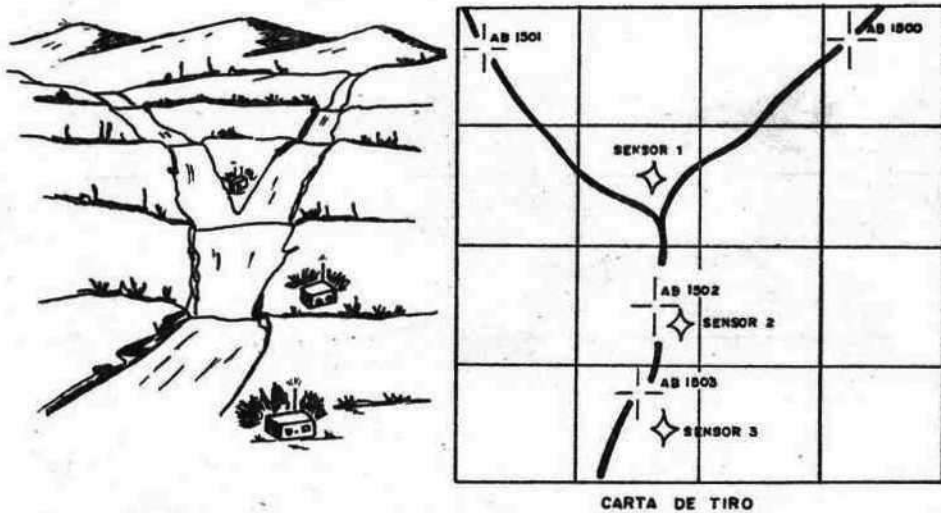 AB 1501
AB 1500
SENSOR 1
AB 1502
SENSOR 2
AB 1503
SENSOR 3
CARTA DE TIRO